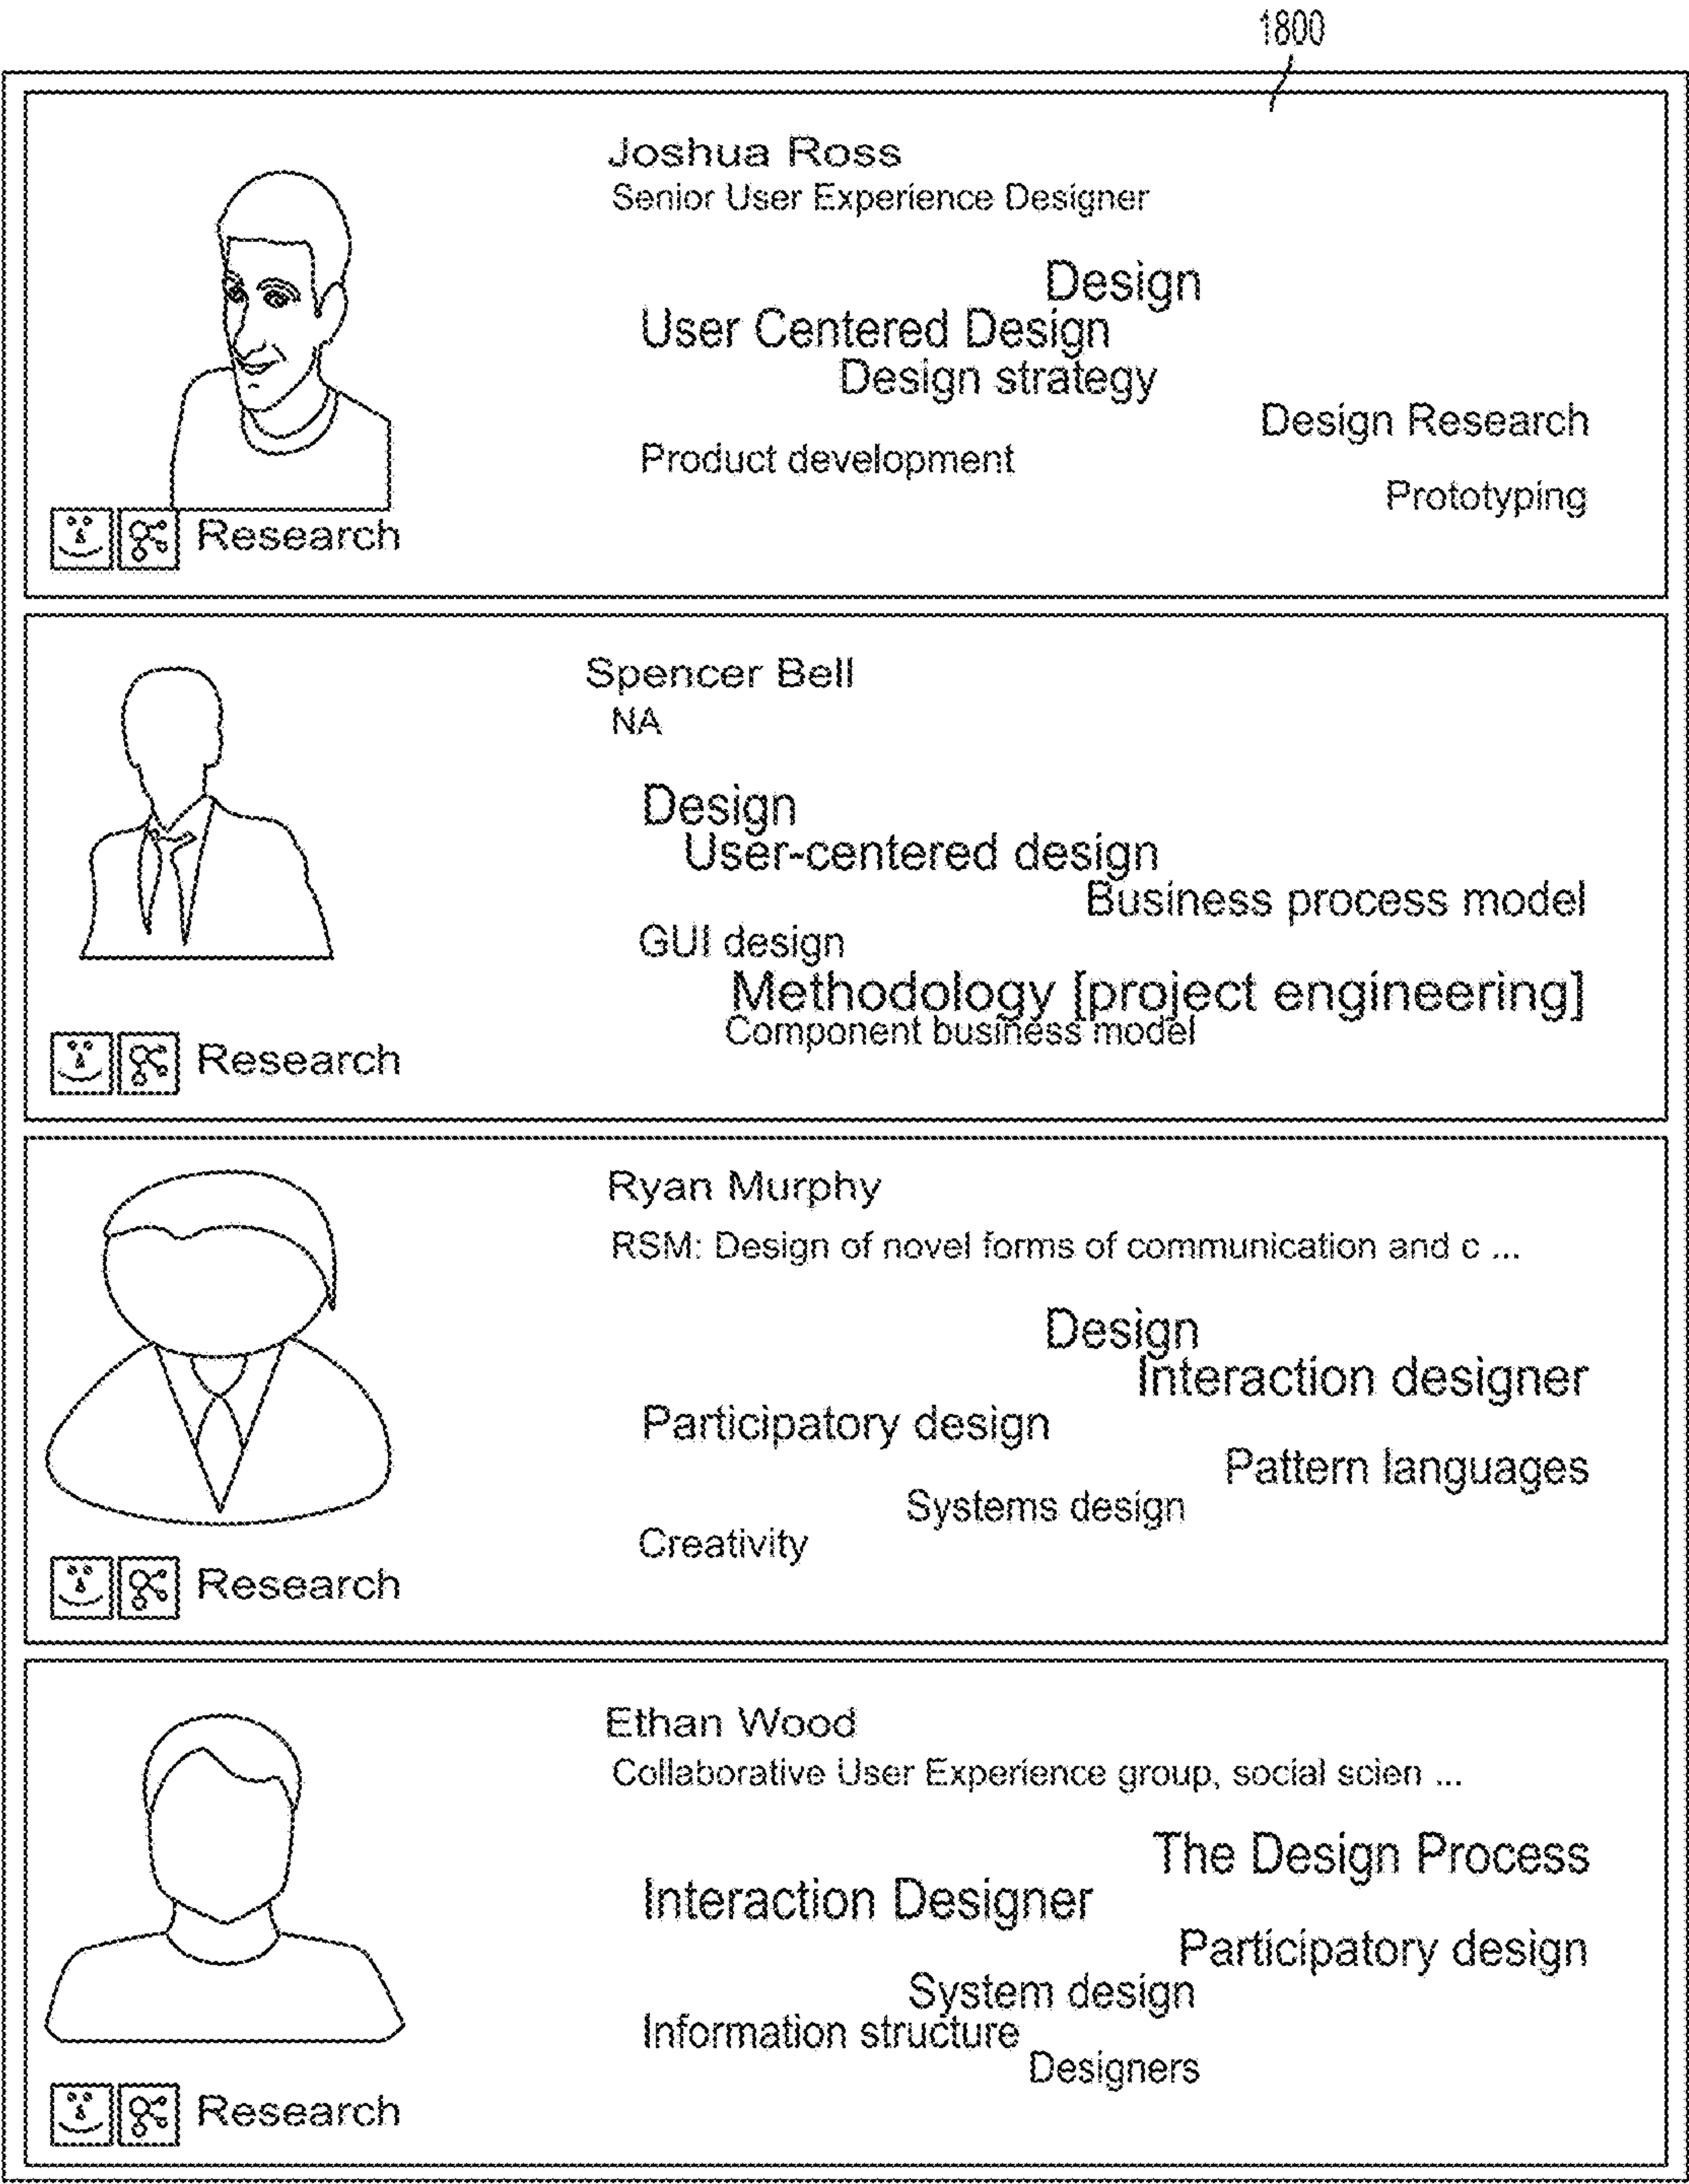 1800
Joshua Ross
Senior User Experience Designer
Design
User Centered Design
Design strategy
Design Research
Product development
Prototyping
Research
Spencer Bell
NA
Design
User-centered design
Business process model
GUI design
Methodology [project engineering]
Component business model
Research
Ryan Murphy
RSM: Design of novel forms of communication and c ...
Design
Interaction designer
Participatory design
Pattern languages
Systems design
Creativity
Research
Ethan Wood
Collaborative User Experience group, social scien ...
The Design Process
Interaction Designer
Participatory design
System design
Information structure
Designers
Research